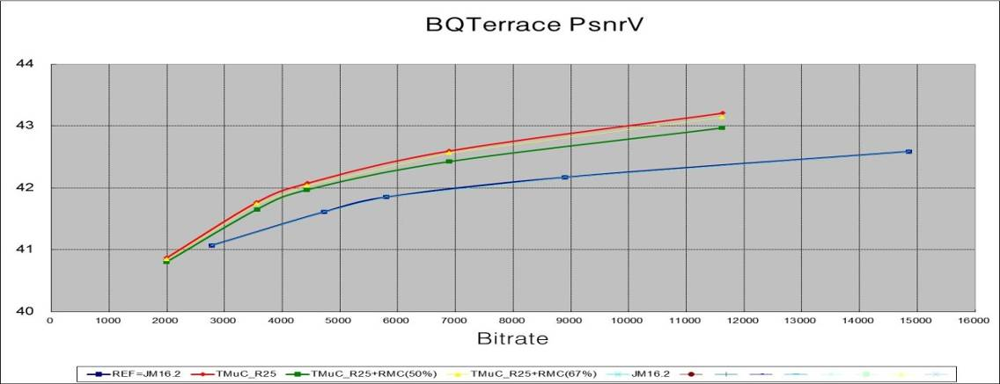 BQTerrace PsnrV
44
43
42
41
40
0 1000 2000 3000 4000 5000 6000 7000 8000 9000 10000 11000 12000 13000 14000 15000 16000
Bitrate
REF=JM16.2 TMuC_R25 TMuC_R25+RMC(50%) TMuC_R25+RMC(67%) JM16.2